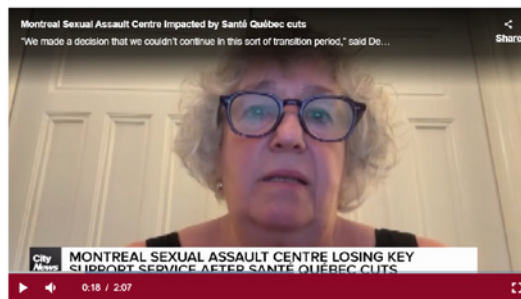 Montreal Sexual Assault Centre Impacted by Santé Québec cuts
Share
"We made a decision that we couldn't continue in this sort of transition period," said De...
City
News
MONTREAL SEXUAL ASSAULT CENTRE LOSING KEY
SUPPORT SERVICE AFTER SANTÉ QUÉBEC CUTS
0:18 / 2:07